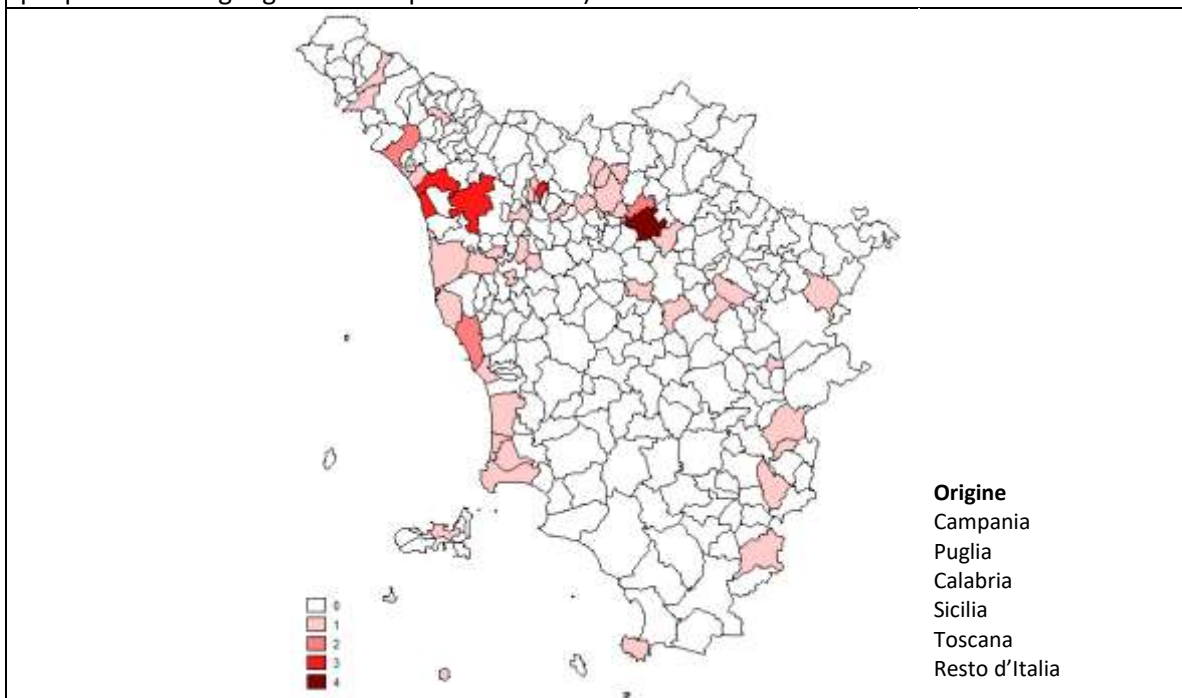 0
1
2
3
4
Origine
Campania
Puglia
Calabria
Sicilia
Toscana
Resto d'Italia